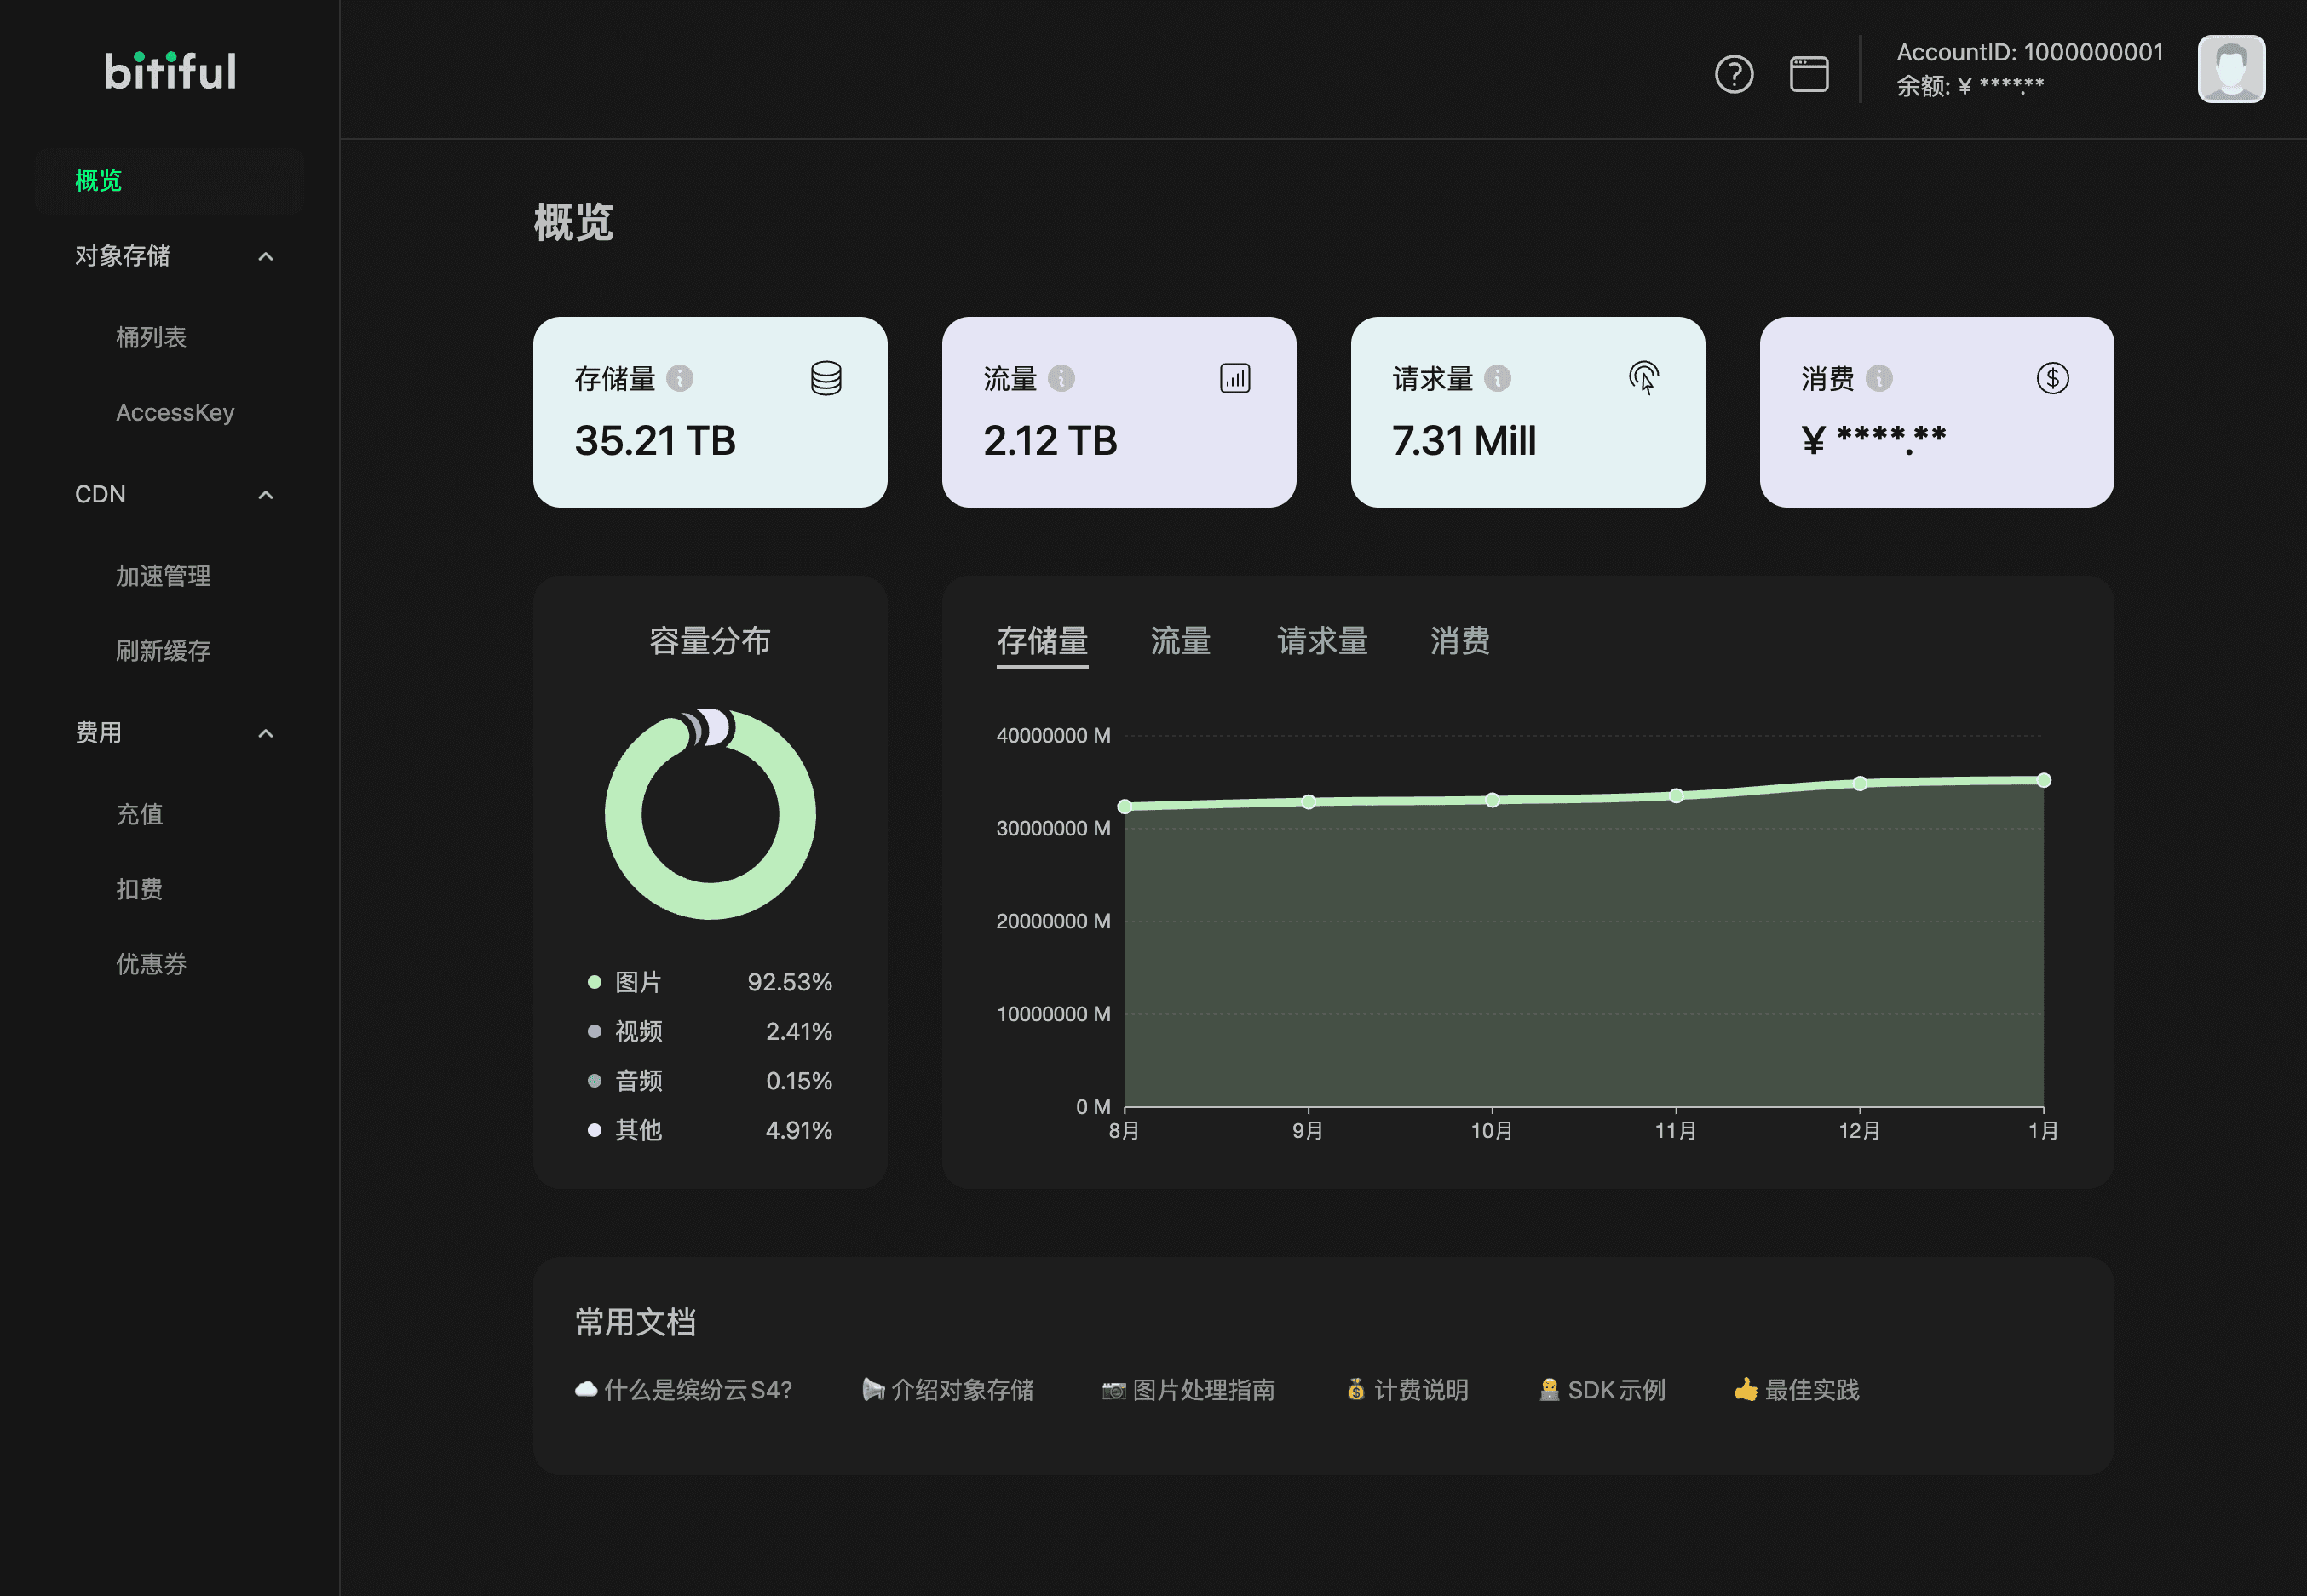 bitiful
AccountID: 1000000001
余额: ¥ ****.**
概览
对象存储
桶列表
AccessKey
CDN
加速管理
刷新缓存
费用
充值
扣费
优惠券
概览
存储量
35.21 TB
流量
2.12 TB
请求量
7.31 Mill
消费
¥ ****.**
容量分布
图片 92.53%
视频 2.41%
音频 0.15%
其他 4.91%
存储量 流量 请求量 消费
40000000 M
30000000 M
20000000 M
10000000 M
0 M
8月 9月 10月 11月 12月 1月
常用文档
什么是缤纷云 S4? 介绍对象存储 图片处理指南 计费说明 SDK 示例 最佳实践